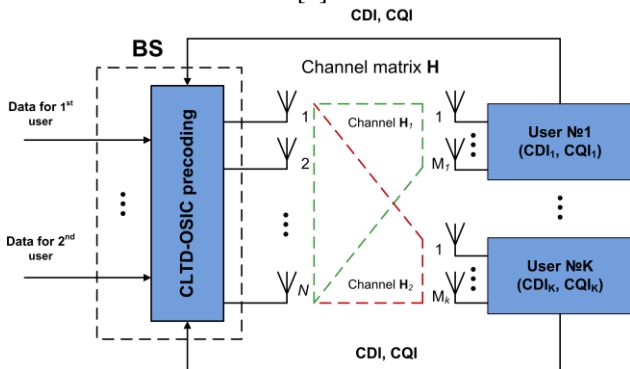 CDI, CQI
BS
Channel matrix H
Data for 1st
user
CLTD-OSIC precoding
1
2
N
Channel H1
1
M1
User №1
(CDI1, CQI1)
Data for 2nd
user
Channel H2
1
Mk
User №K
(CDIK, CQIK)
CDI, CQI